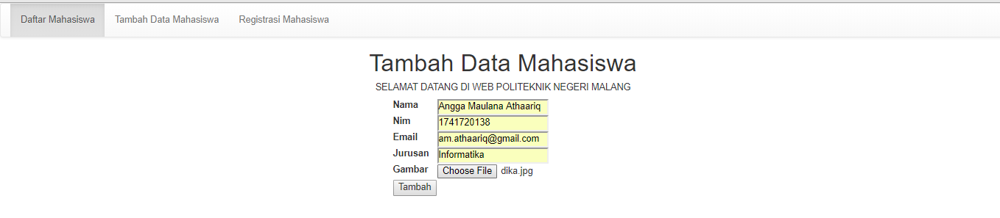 Daftar Mahasiswa Tambah Data Mahasiswa Registrasi Mahasiswa
Tambah Data Mahasiswa
SELAMAT DATANG DI WEB POLITEKNIK NEGERI MALANG
Nama Angga Maulana Athaariq
Nim 1741720138
Email am.athaariq@gmail.com
Jurusan Informatika
Gambar Choose File dika.jpg
Tambah